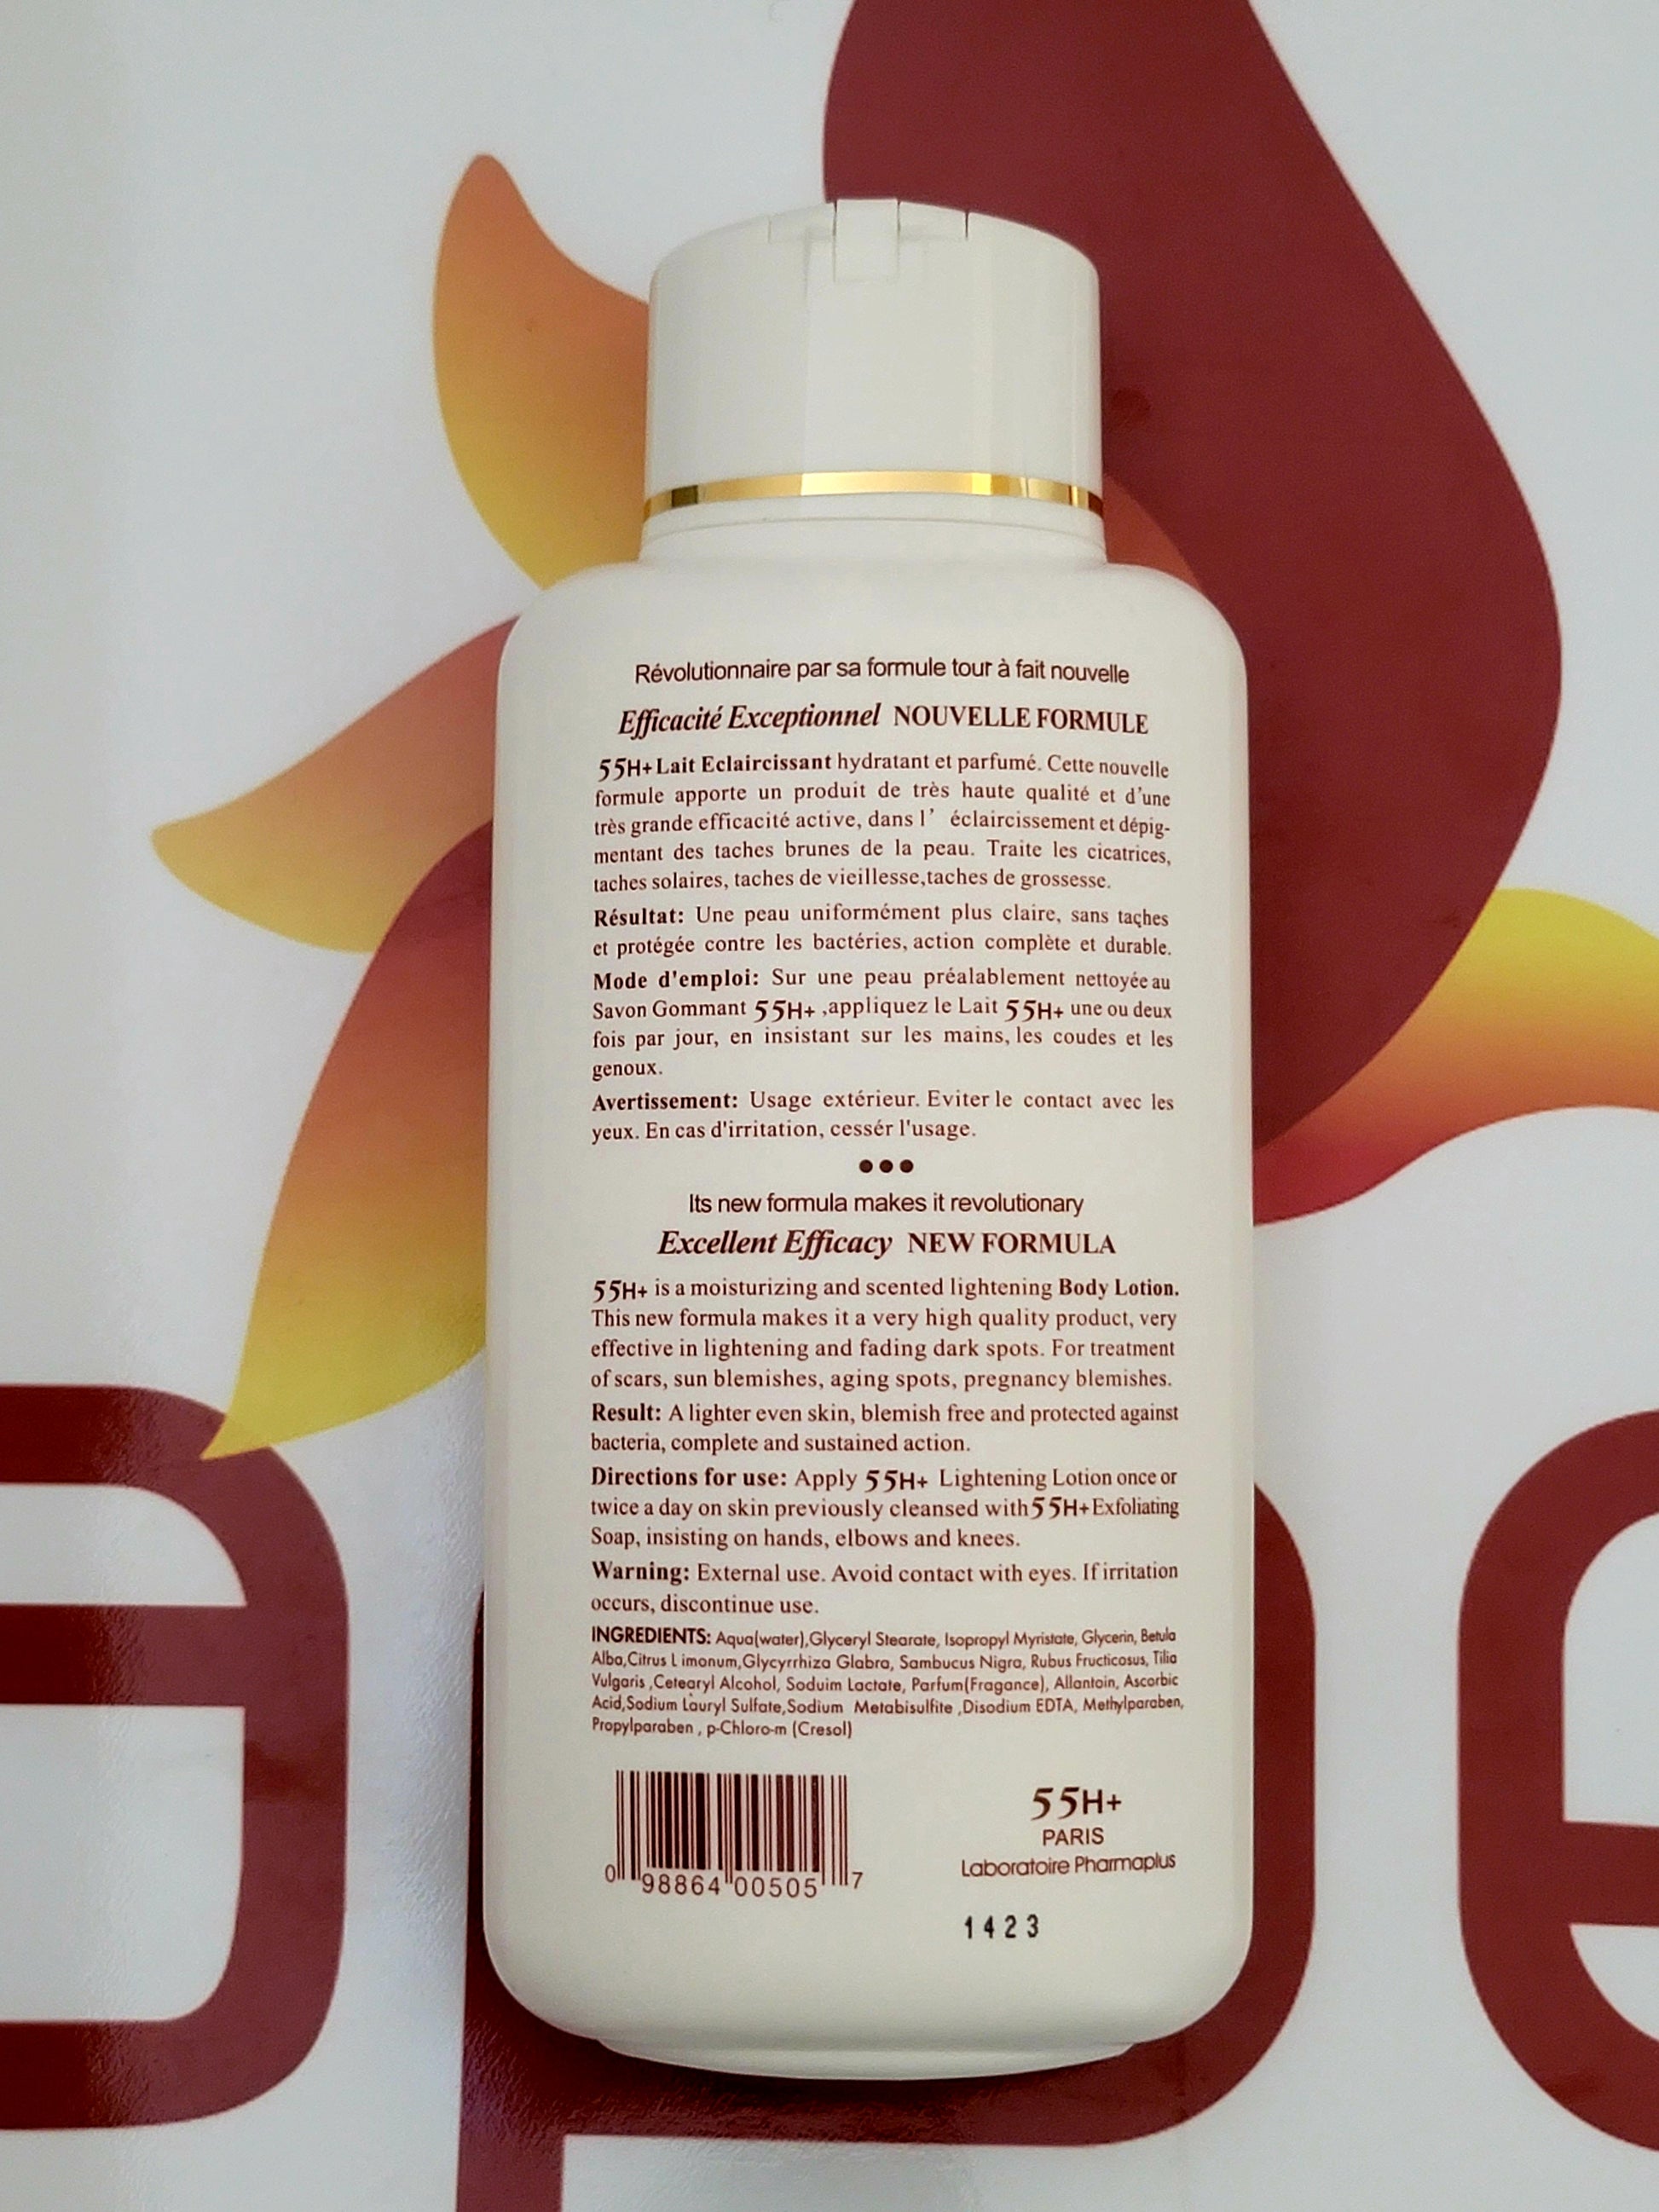 Révolutionnaire par sa formule tour à fait nouvelle
Efficacité Exceptionnel NOUVELLE FORMULE
55H+ Lait Eclaircissant hydratant et parfumé. Cette nouvelle
formule apporte un produit de très haute qualité et d'une
très grande efficacité active, dans l' éclaircissement et dépig-
mentant des taches brunes de la peau. Traite les cicatrices,
taches solaires, taches de vieillesse,taches de grossesse.
Résultat: Une peau uniformément plus claire, sans taçhes
et protégée contre les bactéries, action complète et durable.
Mode d'emploi: Sur une peau préalablement nettoyée au
Savon Gommant 55H+ ,appliquez le Lait 55H+ une ou deux
fois par jour, en insistant sur les mains, les coudes et les
genoux.
Avertissement: Usage extérieur. Eviter le contact avec les
yeux. En cas d'irritation, cessér l'usage.
•••
Its new formula makes it revolutionary
Excellent Efficacy NEW FORMULA
55H+ is a moisturizing and scented lightening Body Lotion.
This new formula makes it a very high quality product, very
effective in lightening and fading dark spots. For treatment
of scars, sun blemishes, aging spots, pregnancy blemishes.
Result: A lighter even skin, blemish free and protected against
bacteria, complete and sustained action.
Directions for use: Apply 55H+ Lightening Lotion once or
twice a day on skin previously cleansed with 55H+ Exfoliating
Soap, insisting on hands, elbows and knees.
Warning: External use. Avoid contact with eyes. If irritation
occurs, discontinue use.
INGREDIENTS: Aqua(water),Glyceryl Stearate, Isopropyl Myristate, Glycerin, Betula
Alba,Citrus L imonum,Glycyrrhiza Glabra, Sambucus Nigra, Rubus Fructicosus, Tilia
Vulgaris ,Cetearyl Alcohol, Soduim Lactate, Parfum(Fragance), Allantoin, Ascorbic
Acid,Sodium Lauryl Sulfate,Sodium Metabisulfite ,Disodium EDTA, Methylparaben,
Propylparaben , p-Chloro-m (Cresol)
0 98864 00505 7
55H+
PARIS
Laboratoire Pharmaplus
1423